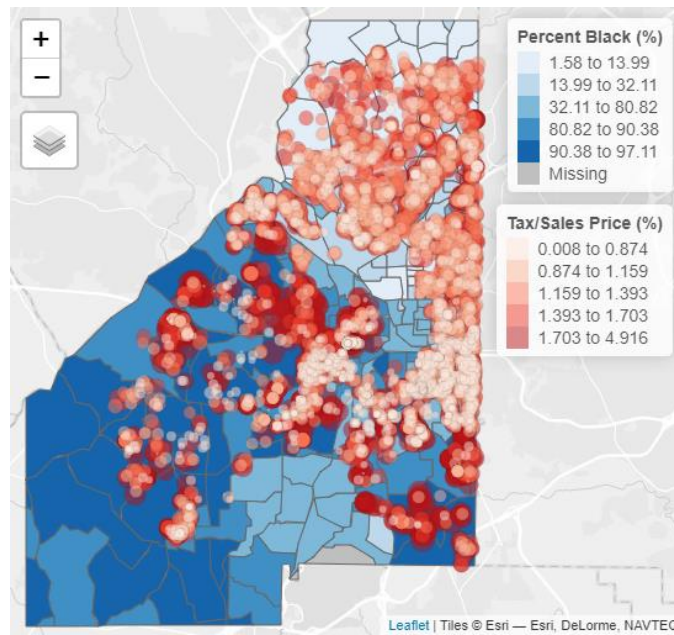 +
−
Percent Black (%)
1.58 to 13.99
13.99 to 32.11
32.11 to 80.82
80.82 to 90.38
90.38 to 97.11
Missing
Tax/Sales Price (%)
0.008 to 0.874
0.874 to 1.159
1.159 to 1.393
1.393 to 1.703
1.703 to 4.916
Leaflet | Tiles © Esri — Esri, DeLorme, NAVTEQ